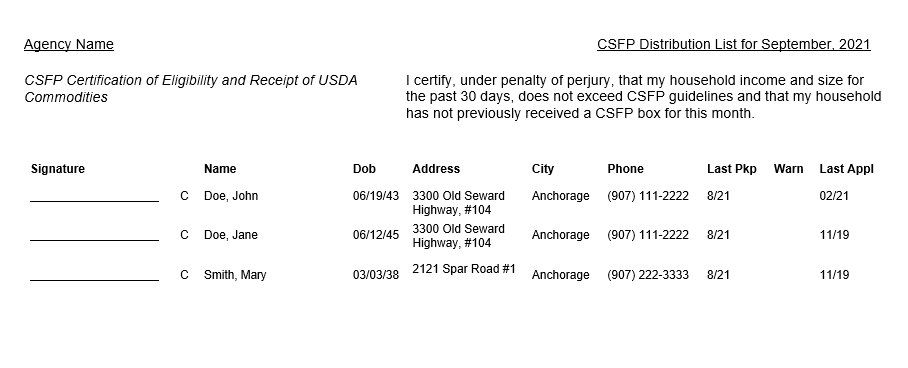 Agency Name CSFP Distribution List for September, 2021
CSFP Certification of Eligibility and Receipt of USDA
Commodities
I certify, under penalty of perjury, that my household income and size for
the past 30 days, does not exceed CSFP guidelines and that my household
has not previously received a CSFP box for this month.
Signature Name Dob Address City Phone Last Pkp Warn Last Appl
C Doe, John 06/19/43 3300 Old Seward Anchorage (907) 111-2222 8/21 02/21
Highway, #104
C Doe, Jane 06/12/45 3300 Old Seward Anchorage (907) 111-2222 8/21 11/19
Highway, #104
C Smith, Mary 03/03/38 2121 Spar Road #1 Anchorage (907) 222-3333 8/21 11/19